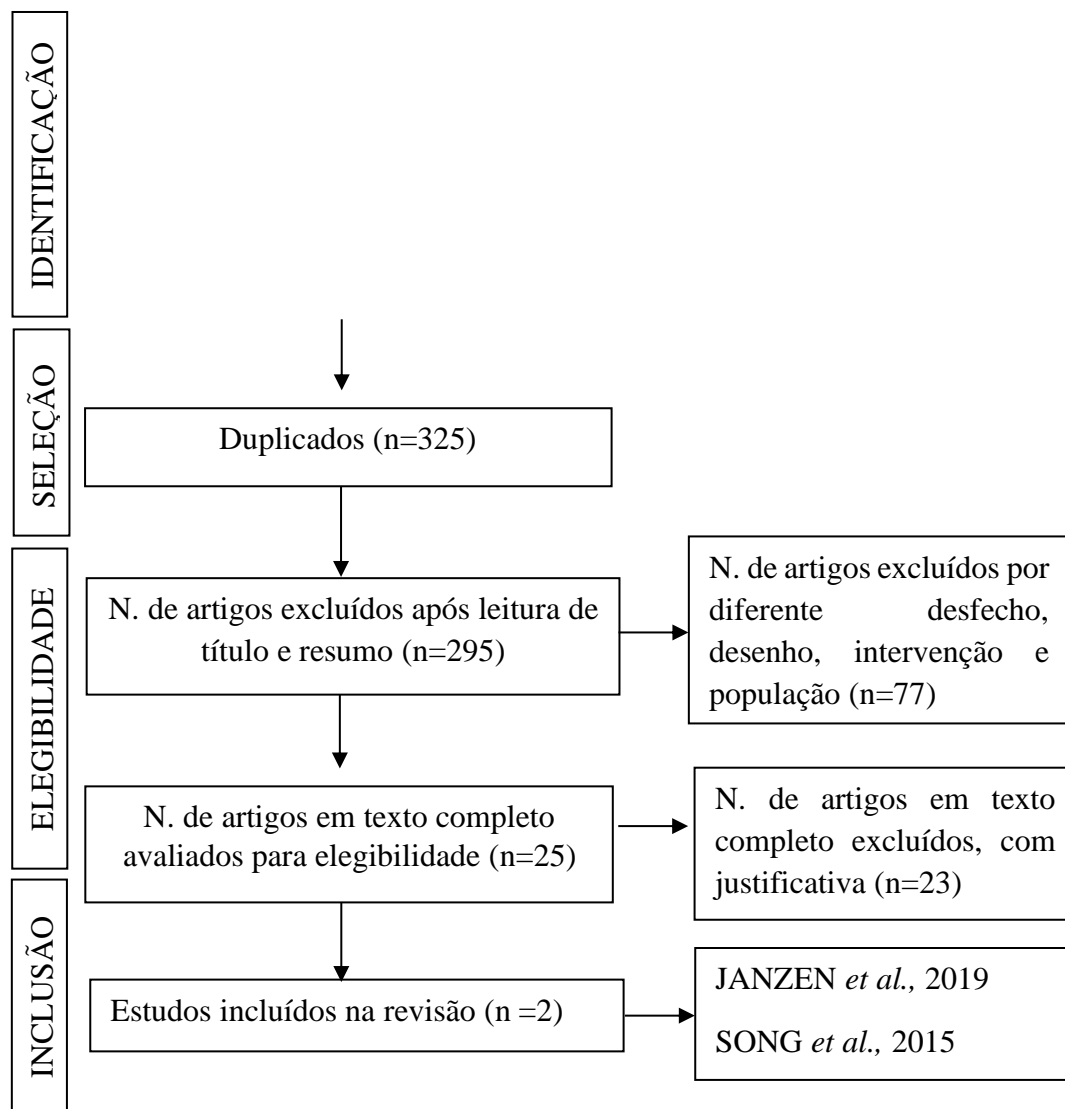 IDENTIFICAÇÃO
SELEÇÃO
Duplicados (n=325)
ELEGIBILIDADE
N. de artigos excluídos após leitura de
título e resumo (n=295)
N. de artigos excluídos por
diferente desfecho,
desenho, intervenção e
população (n=77)
N. de artigos em texto completo
avaliados para elegibilidade (n=25)
N. de artigos em texto
completo excluídos, com
justificativa (n=23)
INCLUSÃO
Estudos incluídos na revisão (n =2)
JANZEN et al., 2019
SONG et al., 2015